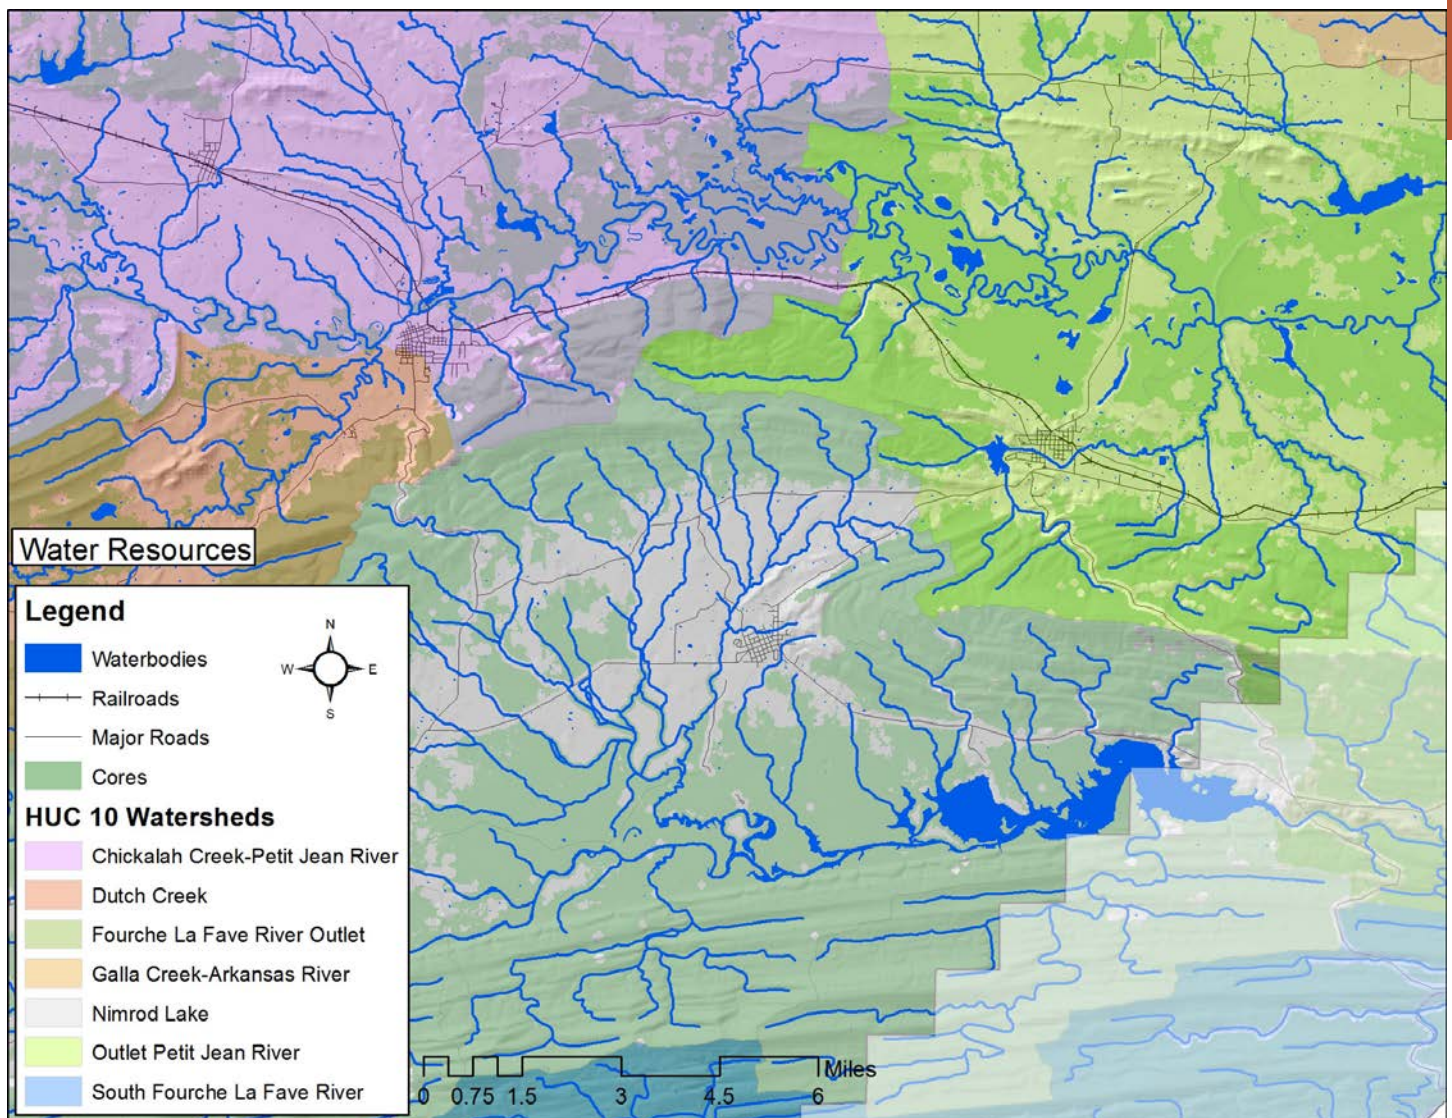 Water Resources
Legend
N
W E
S
Waterbodies
Railroads
Major Roads
Cores
HUC 10 Watersheds
Chickalah Creek-Petit Jean River
Dutch Creek
Fourche La Fave River Outlet
Galla Creek-Arkansas River
Nimrod Lake
Outlet Petit Jean River
South Fourche La Fave River
Miles
0 0.75 1.5 3 4.5 6